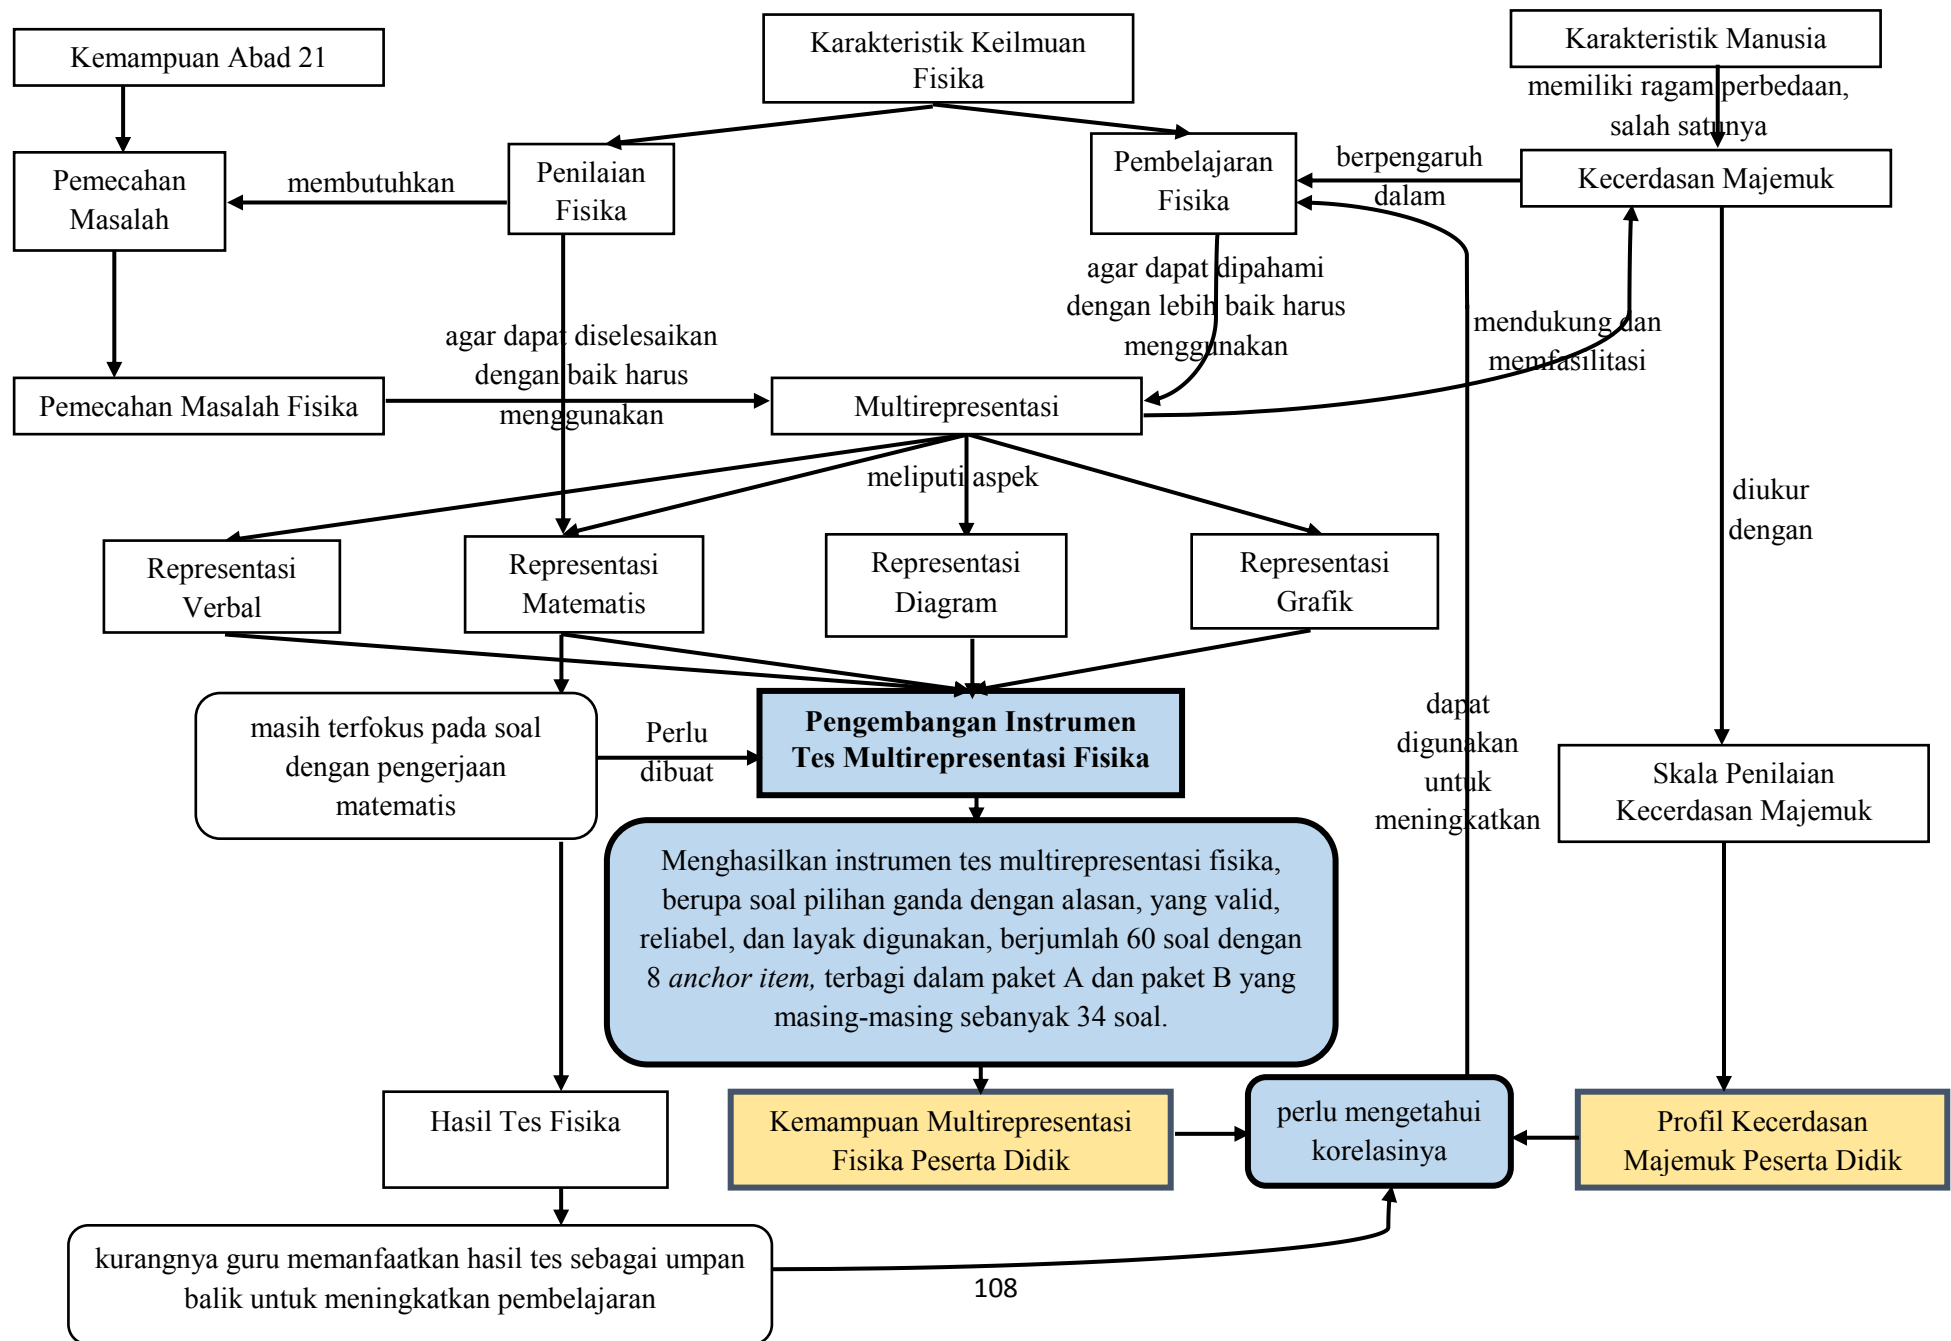 Kemampuan Abad 21
Karakteristik Keilmuan
Fisika
Karakteristik Manusia
memiliki ragam perbedaan,
salah satunya
Pemecahan
Masalah
membutuhkan
Penilaian
Fisika
Pembelajaran
Fisika
berpengaruh
dalam
Kecerdasan Majemuk
agar dapat dipahami
dengan lebih baik harus
menggunakan
agar dapat diselesaikan
dengan baik harus
menggunakan
mendukung dan
memfasilitasi
Pemecahan Masalah Fisika
Multirepresentasi
meliputi aspek
diukur
dengan
Representasi
Verbal
Representasi
Matematis
Representasi
Diagram
Representasi
Grafik
masih terfokus pada soal
dengan pengerjaan
matematis
Perlu
dibuat
Pengembangan Instrumen
Tes Multirepresentasi Fisika
dapat
digunakan
untuk
meningkatkan
Skala Penilaian
Kecerdasan Majemuk
Menghasilkan instrumen tes multirepresentasi fisika,
berupa soal pilihan ganda dengan alasan, yang valid,
reliabel, dan layak digunakan, berjumlah 60 soal dengan
8 anchor item, terbagi dalam paket A dan paket B yang
masing-masing sebanyak 34 soal.
Hasil Tes Fisika
Kemampuan Multirepresentasi
Fisika Peserta Didik
perlu mengetahui
korelasinya
Profil Kecerdasan
Majemuk Peserta Didik
kurangnya guru memanfaatkan hasil tes sebagai umpan
balik untuk meningkatkan pembelajaran
108